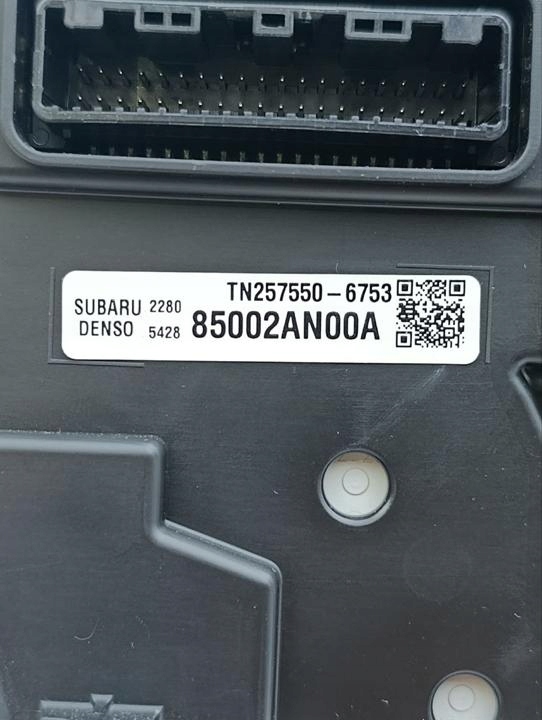 TN257550-6753
SUBARU 2280
DENSO 5428 85002AN00A